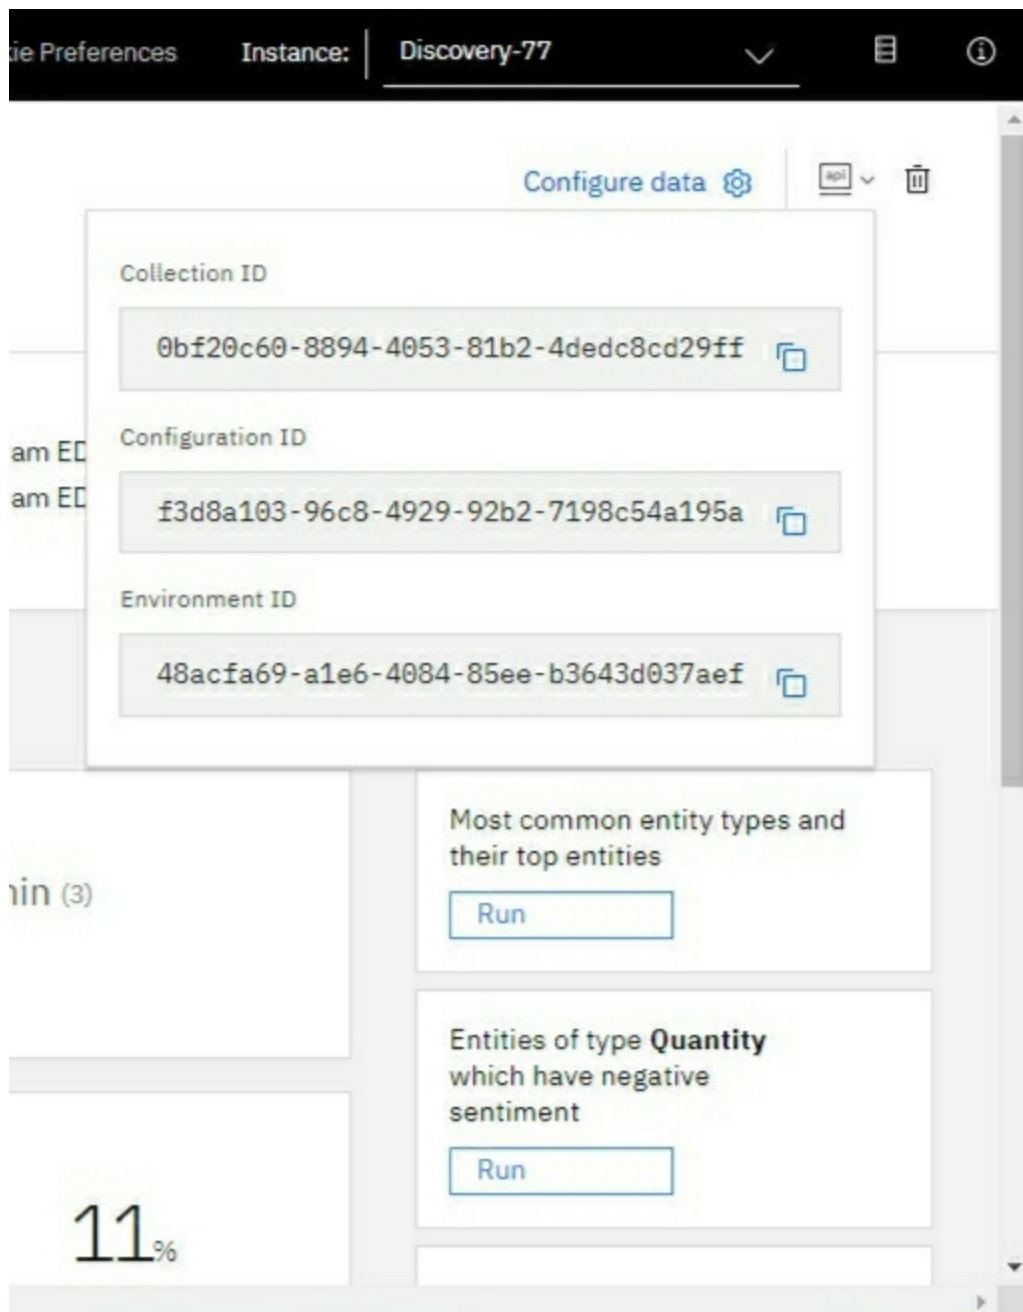 ie Preferences Instance: Discovery-77
Configure data api
Collection ID
0bf20c60-8894-4053-81b2-4dedc8cd29ff
Configuration ID
am ED
f3d8a103-96c8-4929-92b2-7198c54a195a
am ED
Environment ID
48acfa69-a1e6-4084-85ee-b3643d037aef
Most common entity types and
their top entities
nin (3)
Run
Entities of type Quantity
which have negative
sentiment
Run
11%